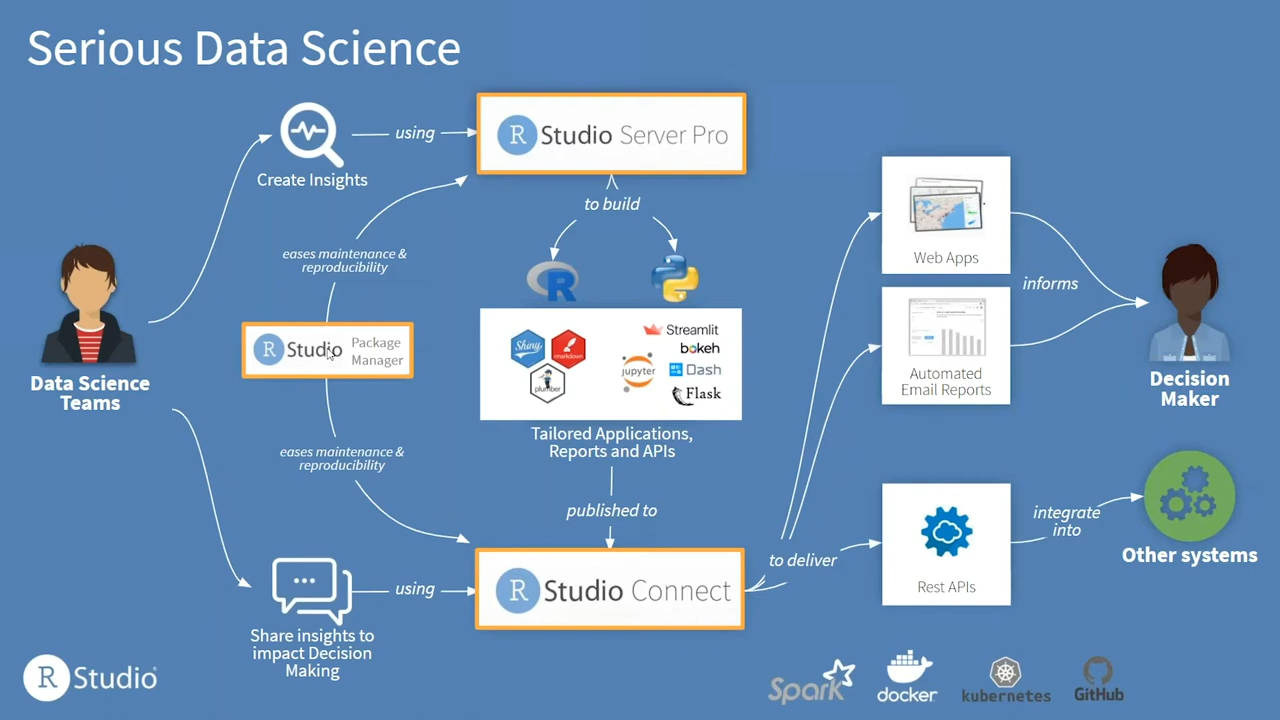 Serious Data Science
Create Insights
using
R Studio Server Pro
to build
eases maintenance &
reproducibility
R
R Studio Package
Manager
Shiny
rmarkdown
plumber
jupyter
Streamlit
bokeh
Dash
Flask
Tailored Applications,
Reports and APIs
published to
Data Science
Teams
eases maintenance &
reproducibility
Share insights to
impact Decision
Making
using
R Studio Connect
to deliver
Web Apps
Automated
Email Reports
Rest APIs
informs
Decision
Maker
integrate
into
Other systems
R Studio®
Spark
docker
kubernetes
GitHub